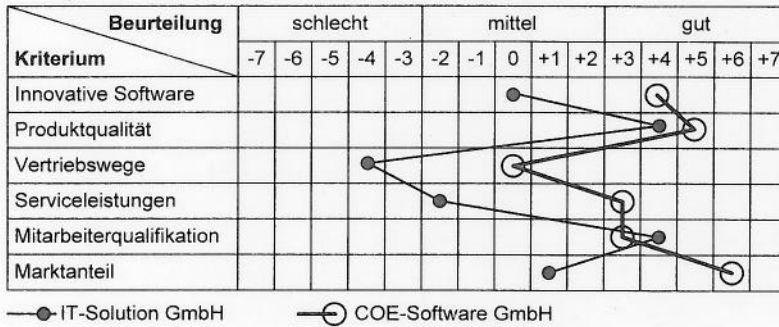 Beurteilung schlecht mittel gut
Kriterium -7 -6 -5 -4 -3 -2 -1 0 +1 +2 +3 +4 +5 +6 +7
Innovative Software
Produktqualität
Vertriebswege
Serviceleistungen
Mitarbeiterqualifikation
Marktanteil
IT-Solution GmbH COE-Software GmbH